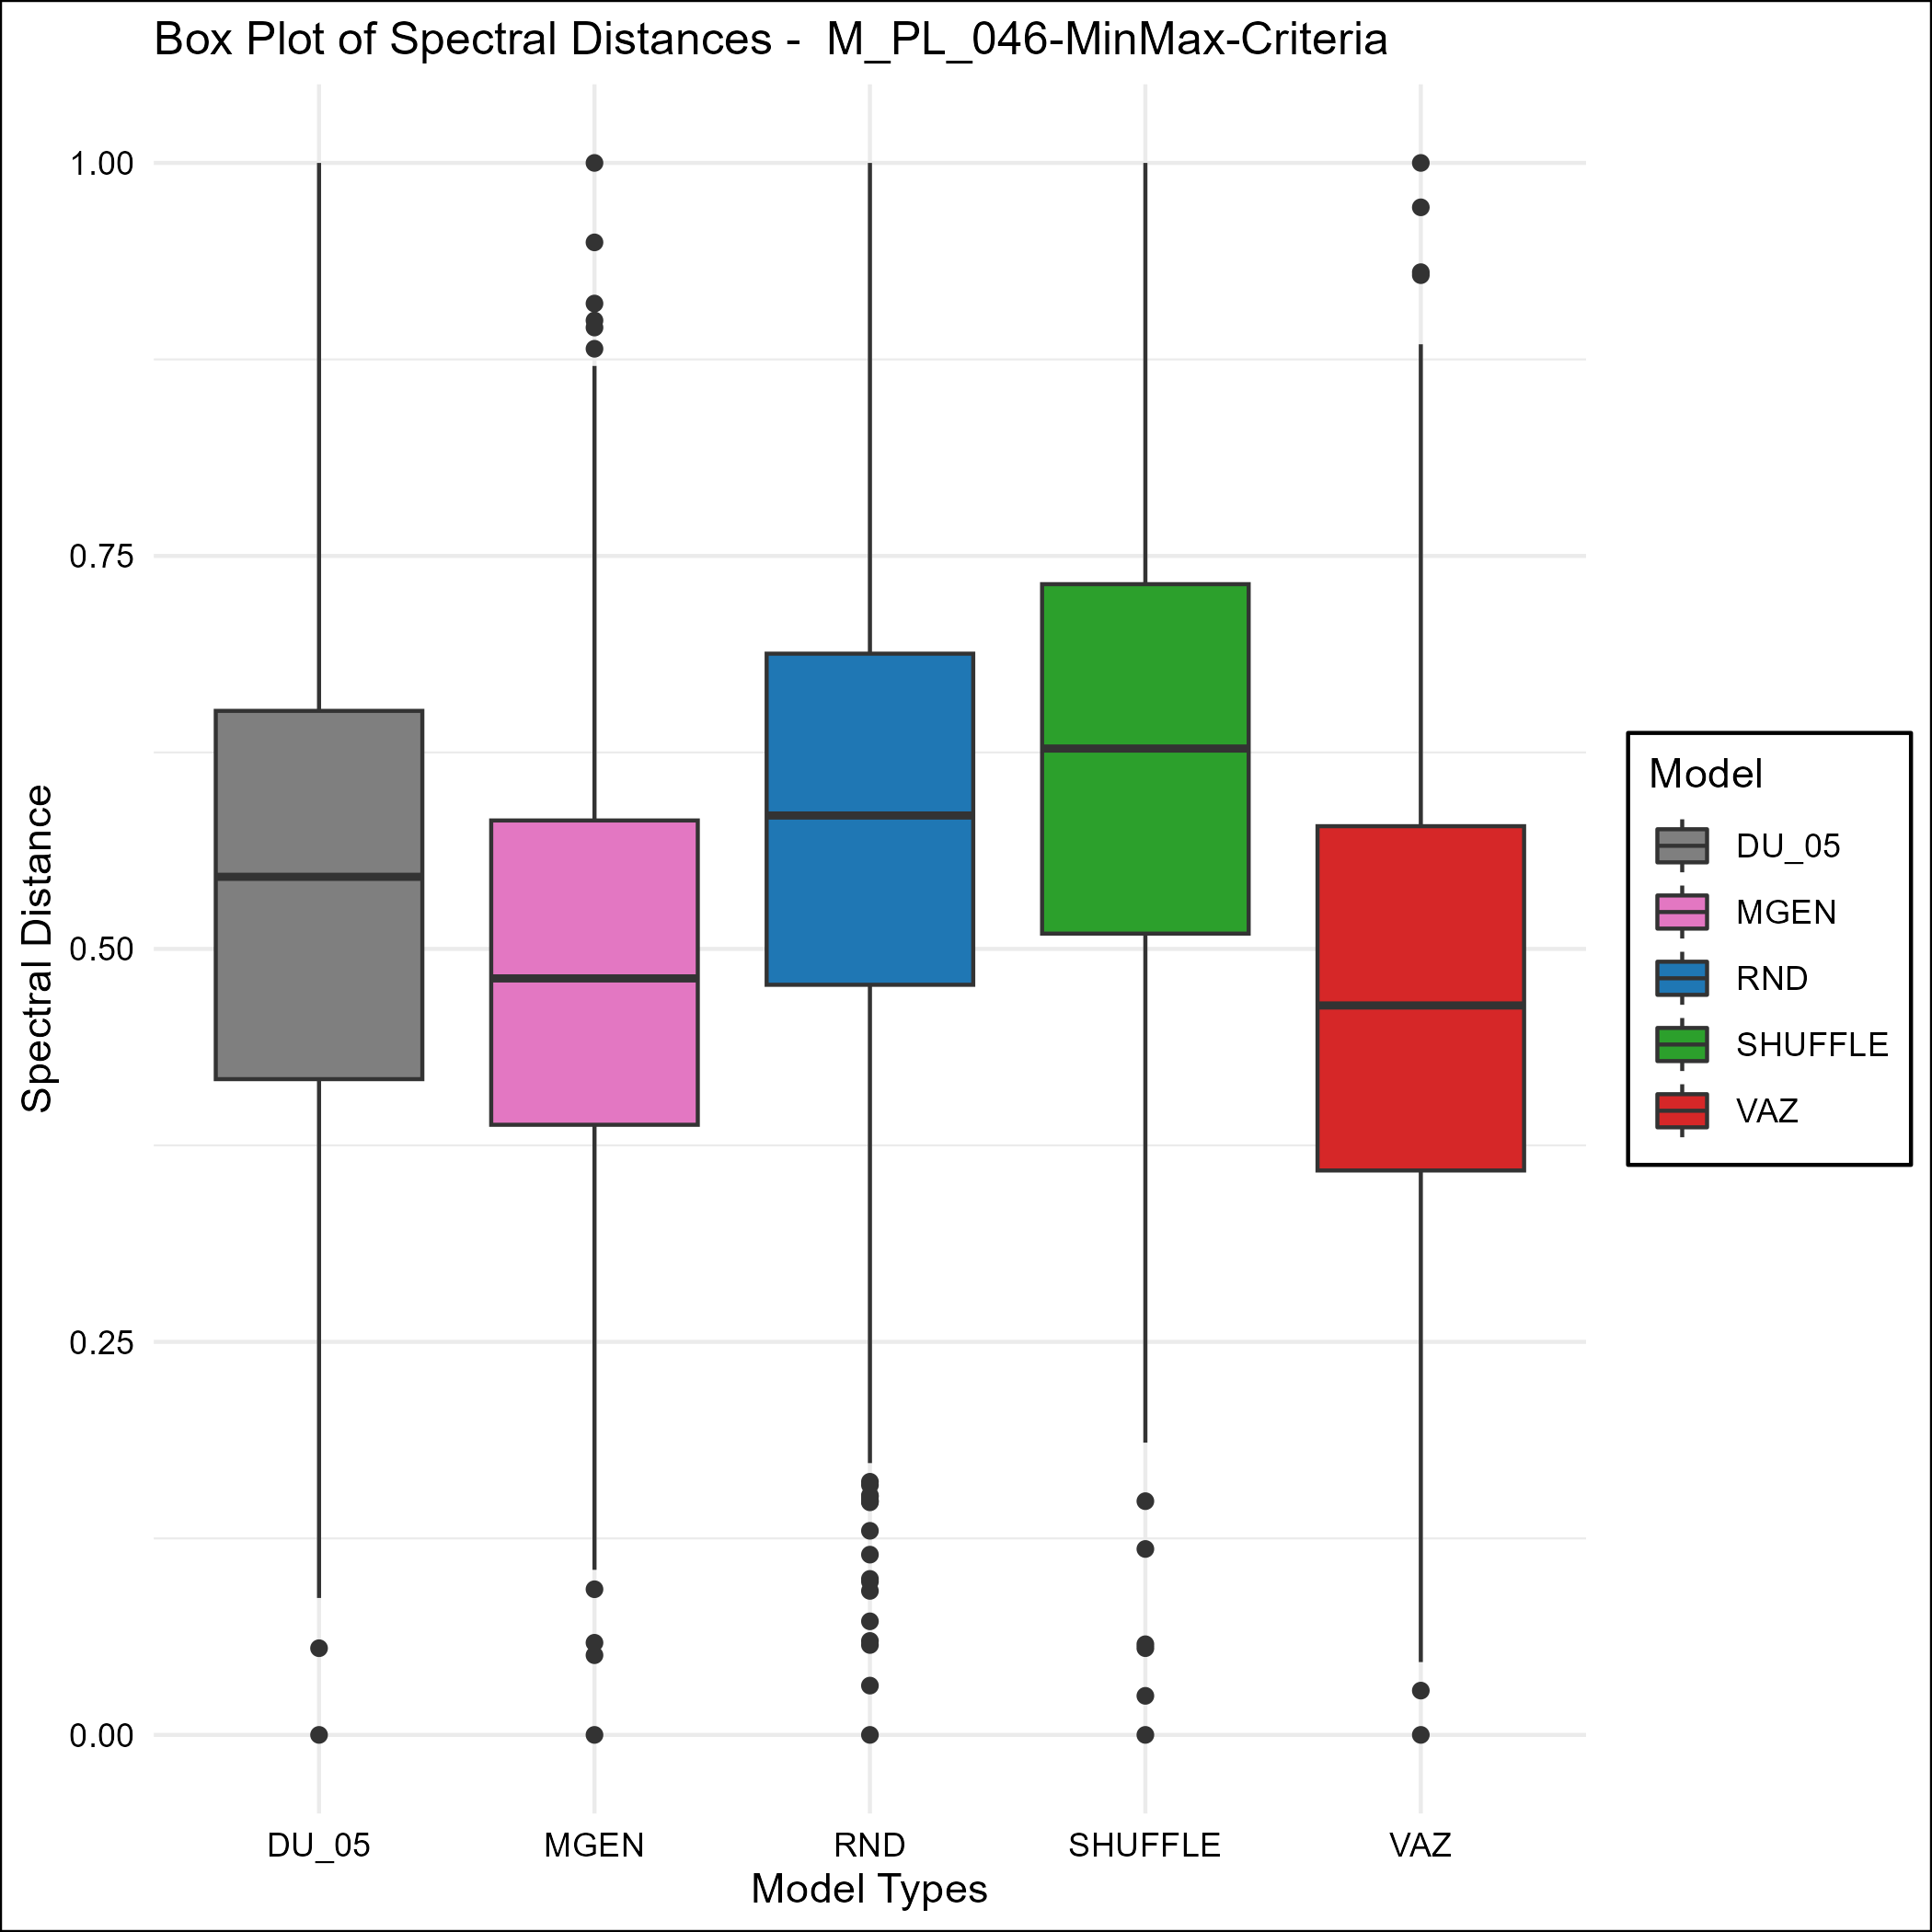 Box Plot of Spectral Distances -  M_PL_046-MinMax-Criteria
1.00
0.75
0.50
0.25
0.00
Spectral Distance
DU_05
MGEN
RND
SHUFFLE
VAZ
Model Types
Model
DU_05
MGEN
RND
SHUFFLE
VAZ